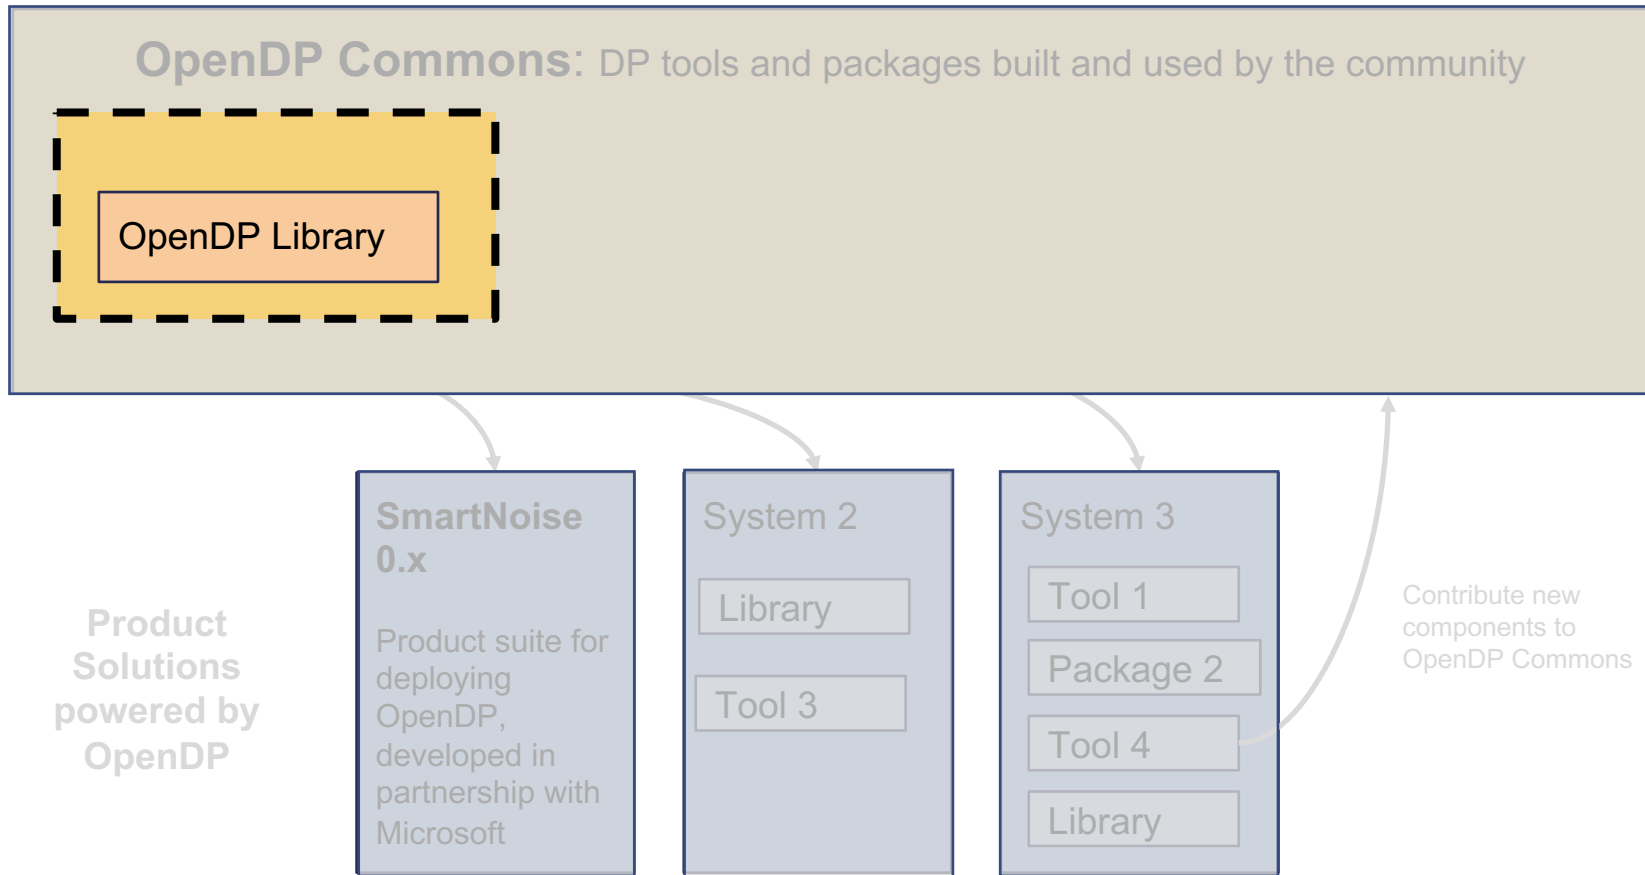 OpenDP Commons: DP tools and packages built and used by the community
OpenDP Library
Product
Solutions
powered by
OpenDP
SmartNoise
0.x
Product suite for
deploying
OpenDP,
developed in
partnership with
Microsoft
System 2
Library
Tool 3
System 3
Tool 1
Package 2
Tool 4
Library
Contribute new
components to
OpenDP Commons